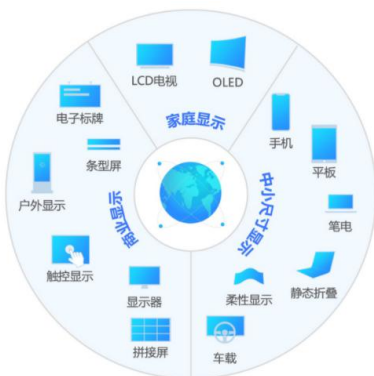 LCD电视
OLED
家庭显示
手机
平板
笔电
静态折叠
柔性显示
车载
中小尺寸显示
电子标牌
条型屏
户外显示
触控显示
显示器
拼接屏
商业显示